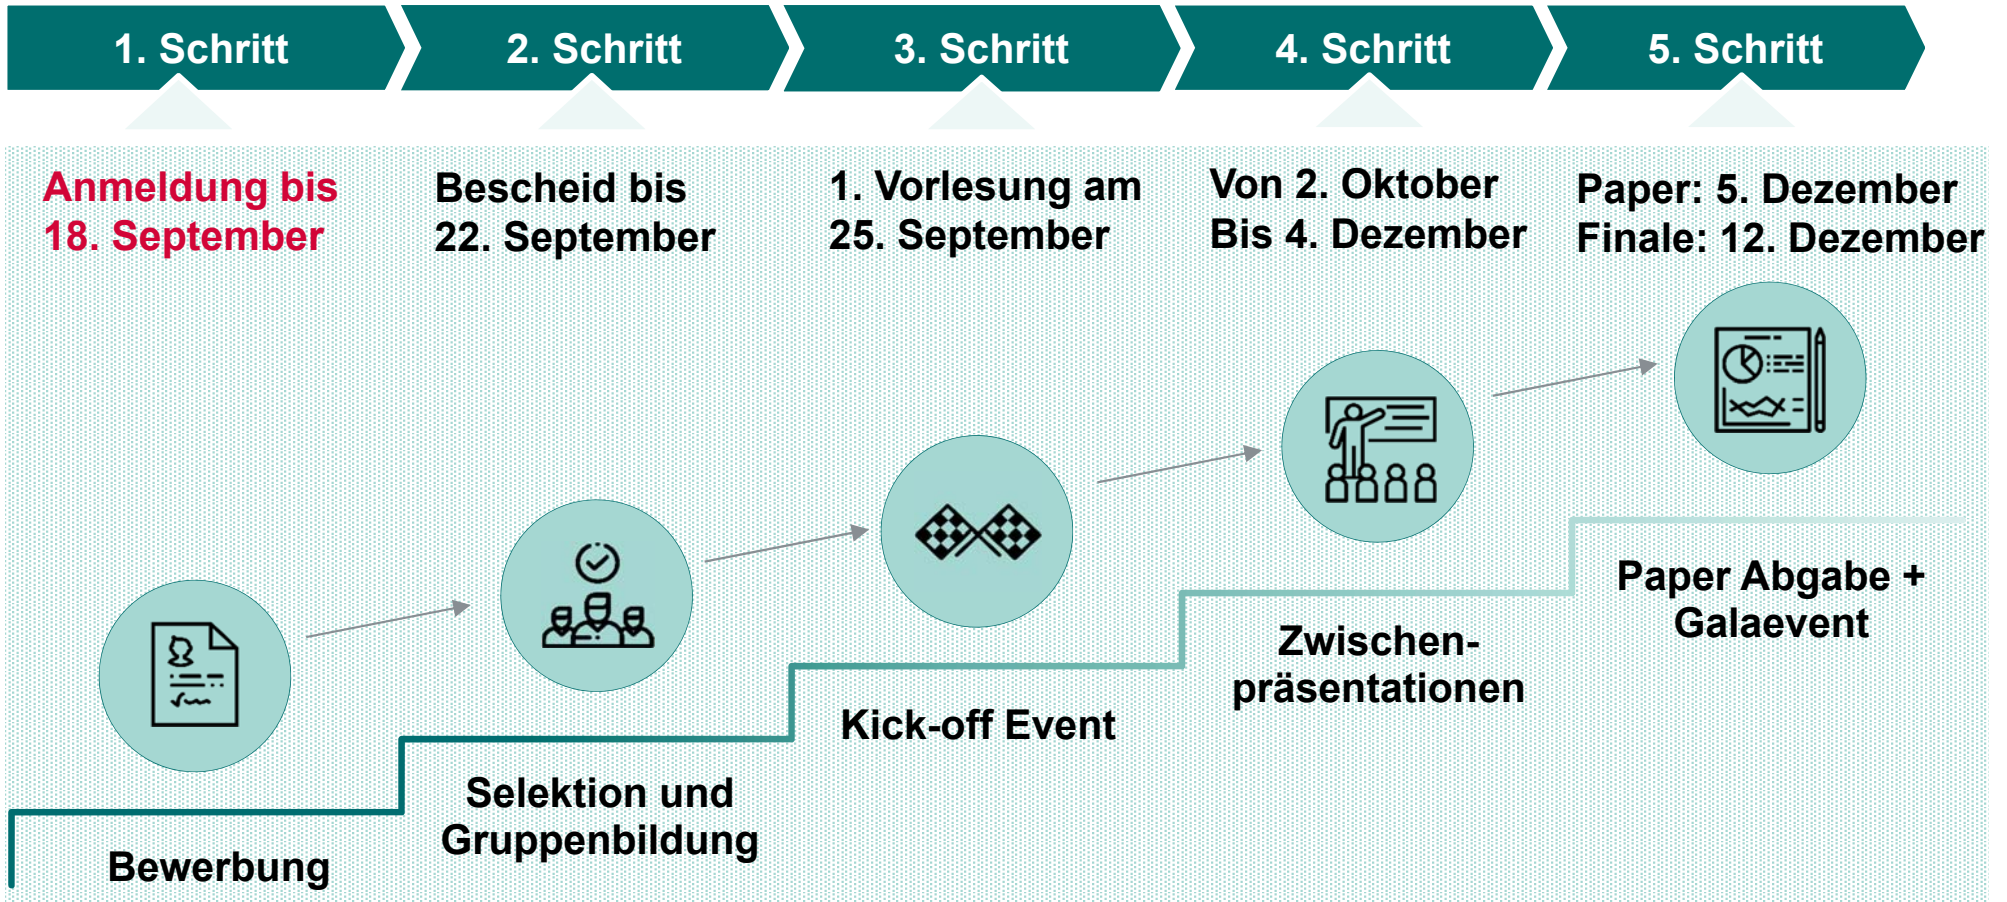 1. Schritt
2. Schritt
3. Schritt
4. Schritt
5. Schritt
Anmeldung bis
18. September
Bescheid bis
22. September
1. Vorlesung am
25. September
Von 2. Oktober
Bis 4. Dezember
Paper: 5. Dezember
Finale: 12. Dezember
Bewerbung
Selektion und
Gruppenbildung
Kick-off Event
Zwischen-
präsentationen
Paper Abgabe +
Galaevent